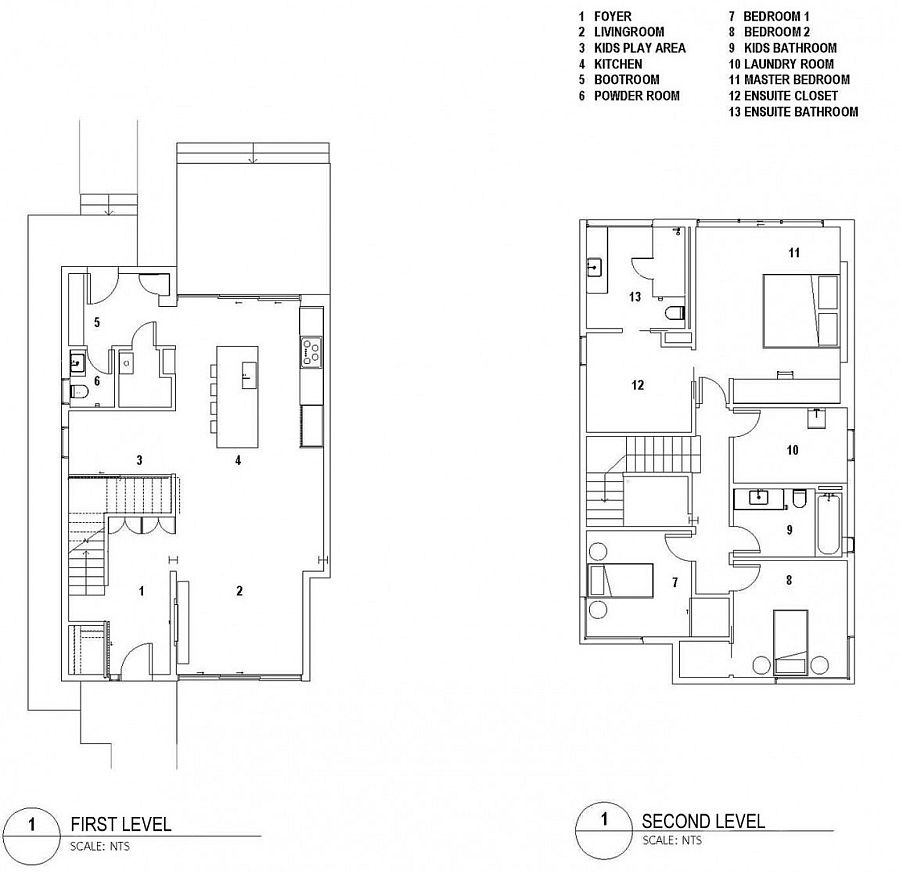 1 FOYER
2 LIVINGROOM
3 KIDS PLAY AREA
4 KITCHEN
5 BOOTROOM
6 POWDER ROOM
7 BEDROOM 1
8 BEDROOM 2
9 KIDS BATHROOM
10 LAUNDRY ROOM
11 MASTER BEDROOM
12 ENSUITE CLOSET
13 ENSUITE BATHROOM
5
6
3
4
1
2
11
13
12
10
9
7
8
1 FIRST LEVEL
SCALE: NTS
1 SECOND LEVEL
SCALE: NTS